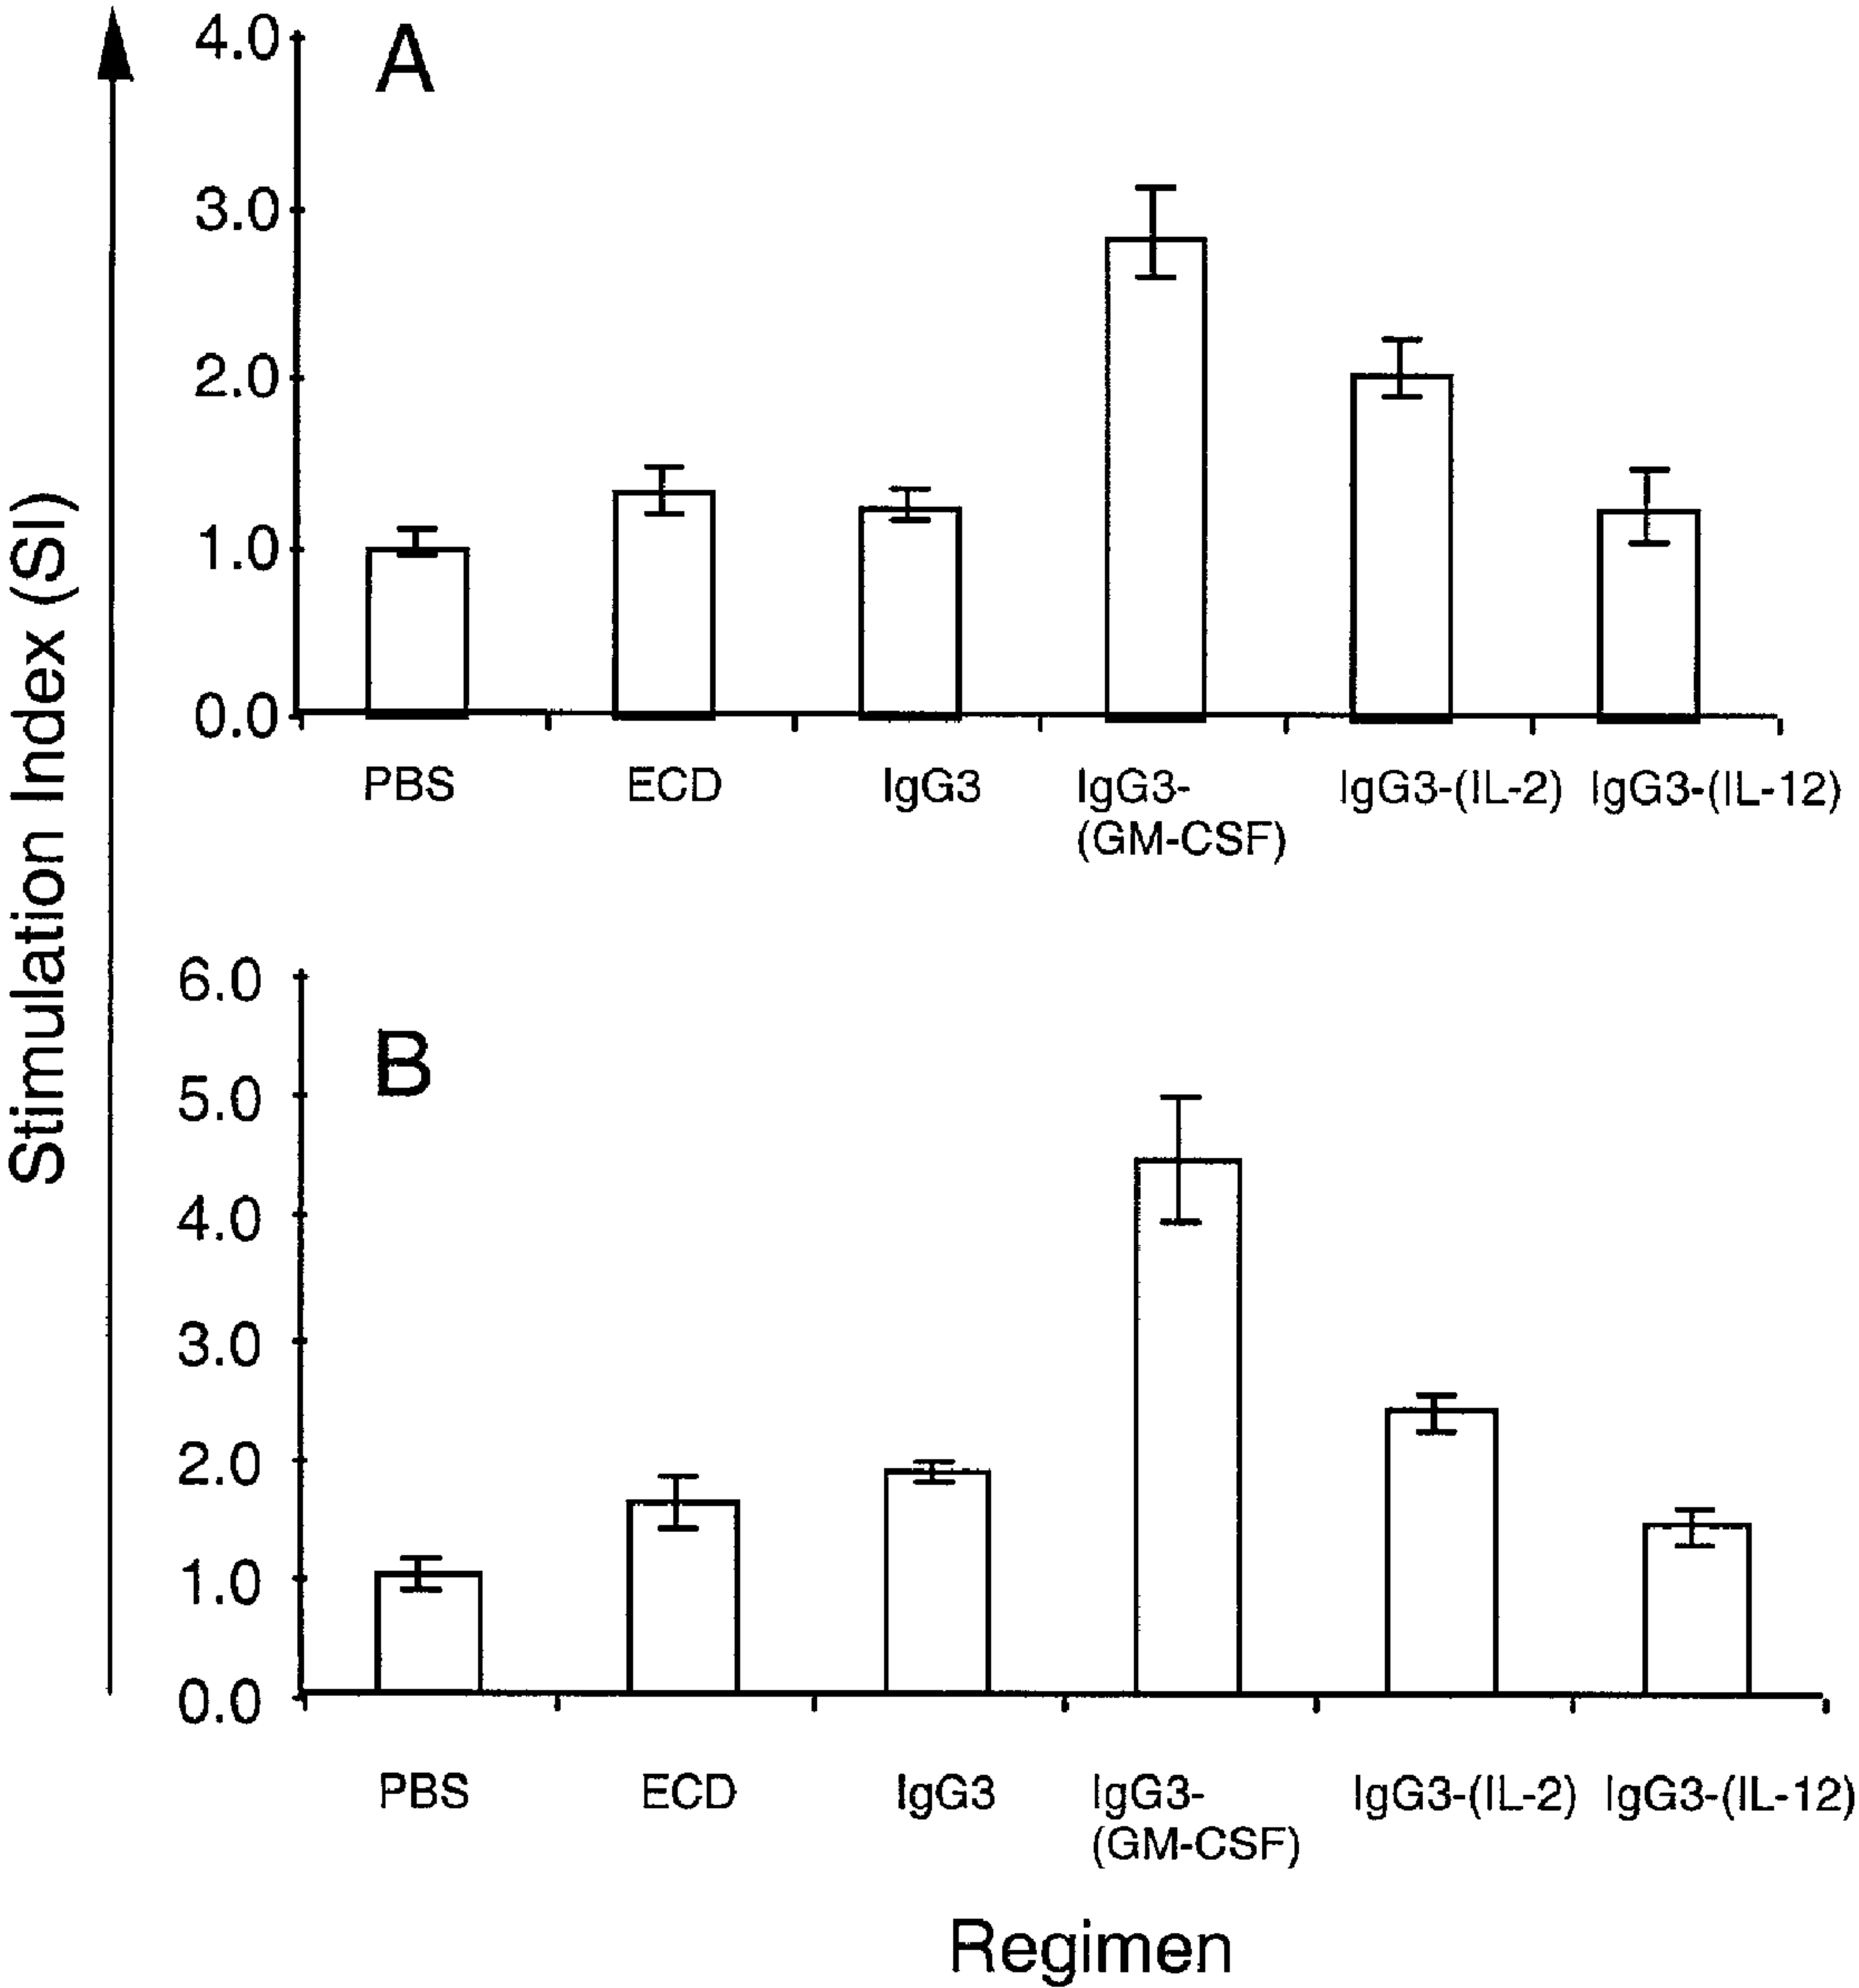 Stimulation Index (SI)
A
4.0
3.0
2.0
1.0
0.0
PBS ECD IgG3 IgG3- IgG3-(IL-2) IgG3-(IL-12)
(GM-CSF)
B
6.0
5.0
4.0
3.0
2.0
1.0
0.0
PBS ECD IgG3 IgG3- IgG3-(IL-2) IgG3-(IL-12)
(GM-CSF)
Regimen